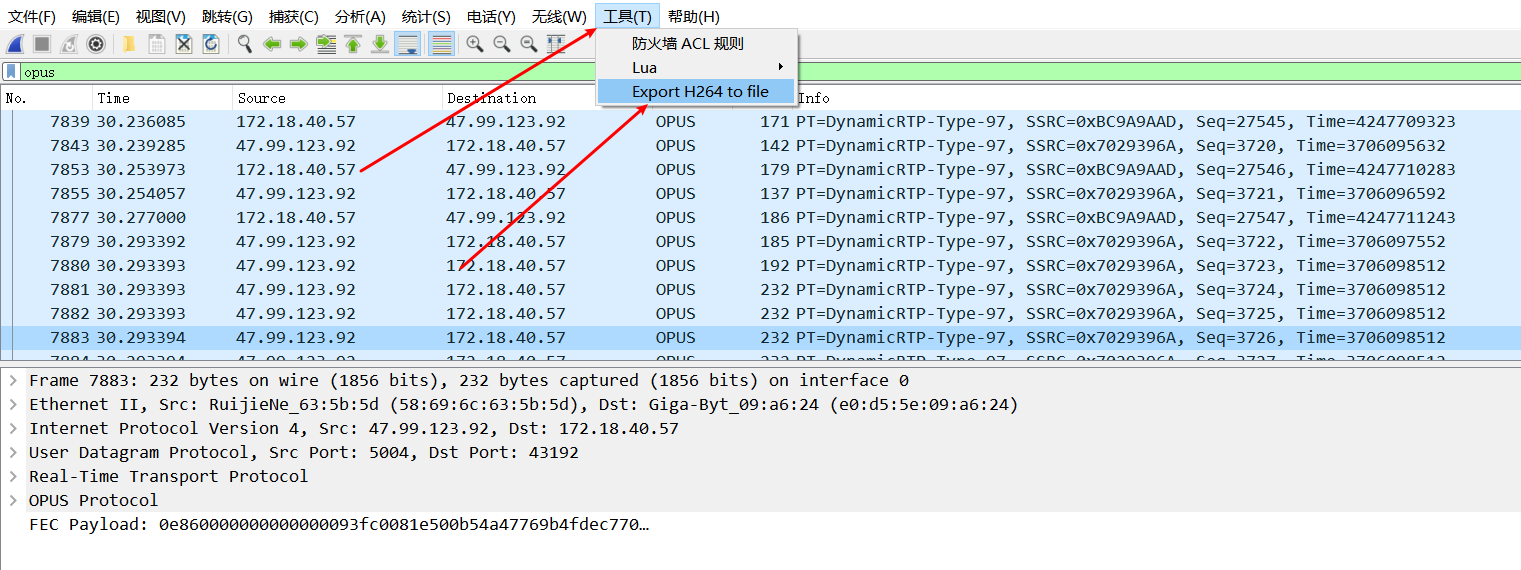 文件(F) 编辑(E) 视图(V) 跳转(G) 捕获(C) 分析(A) 统计(S) 电话(Y) 无线(W) 工具(T) 帮助(H)
防火墙 ACL 规则
Lua
Export H264 to file
opus
No. Time Source Destination Info
7839 30.236085 172.18.40.57 47.99.123.92 OPUS 171 PT=DynamicRTP-Type-97, SSRC=0xBC9A9AAD, Seq=27545, Time=4247709323
7843 30.239285 47.99.123.92 172.18.40.57 OPUS 142 PT=DynamicRTP-Type-97, SSRC=0x7029396A, Seq=3720, Time=3706095632
7853 30.253973 172.18.40.57 47.99.123.92 OPUS 179 PT=DynamicRTP-Type-97, SSRC=0xBC9A9AAD, Seq=27546, Time=4247710283
7855 30.254057 47.99.123.92 172.18.40.57 OPUS 137 PT=DynamicRTP-Type-97, SSRC=0x7029396A, Seq=3721, Time=3706096592
7877 30.277000 172.18.40.57 47.99.123.92 OPUS 186 PT=DynamicRTP-Type-97, SSRC=0xBC9A9AAD, Seq=27547, Time=4247711243
7879 30.293392 47.99.123.92 172.18.40.57 OPUS 185 PT=DynamicRTP-Type-97, SSRC=0x7029396A, Seq=3722, Time=3706097552
7880 30.293393 47.99.123.92 172.18.40.57 OPUS 192 PT=DynamicRTP-Type-97, SSRC=0x7029396A, Seq=3723, Time=3706098512
7881 30.293393 47.99.123.92 172.18.40.57 OPUS 232 PT=DynamicRTP-Type-97, SSRC=0x7029396A, Seq=3724, Time=3706098512
7882 30.293393 47.99.123.92 172.18.40.57 OPUS 232 PT=DynamicRTP-Type-97, SSRC=0x7029396A, Seq=3725, Time=3706098512
7883 30.293394 47.99.123.92 172.18.40.57 OPUS 232 PT=DynamicRTP-Type-97, SSRC=0x7029396A, Seq=3726, Time=3706098512
Frame 7883: 232 bytes on wire (1856 bits), 232 bytes captured (1856 bits) on interface 0
Ethernet II, Src: RuijieNe_63:5b:5d (58:69:6c:63:5b:5d), Dst: Giga-Byt_09:a6:24 (e0:d5:5e:09:a6:24)
Internet Protocol Version 4, Src: 47.99.123.92, Dst: 172.18.40.57
User Datagram Protocol, Src Port: 5004, Dst Port: 43192
Real-Time Transport Protocol
OPUS Protocol
FEC Payload: 0e860000000000000093fc0081e500b54a47769b4fdec770…